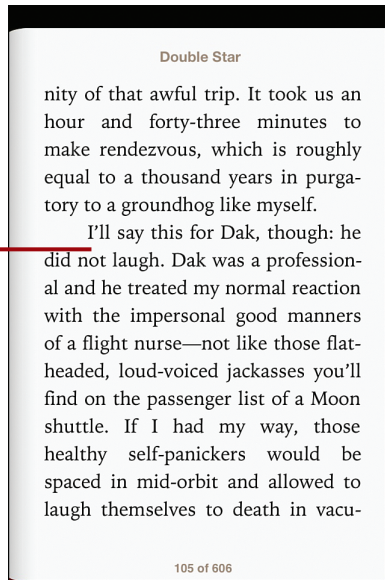 Double Star
nity of that awful trip. It took us an
hour and forty-three minutes to
make rendezvous, which is roughly
equal to a thousand years in purga-
tory to a groundhog like myself.
I’ll say this for Dak, though: he
did not laugh. Dak was a profession-
al and he treated my normal reaction
with the impersonal good manners
of a flight nurse—not like those flat-
headed, loud-voiced jackasses you’ll
find on the passenger list of a Moon
shuttle. If I had my way, those
healthy self-panickers would be
spaced in mid-orbit and allowed to
laugh themselves to death in vacu-
105 of 606